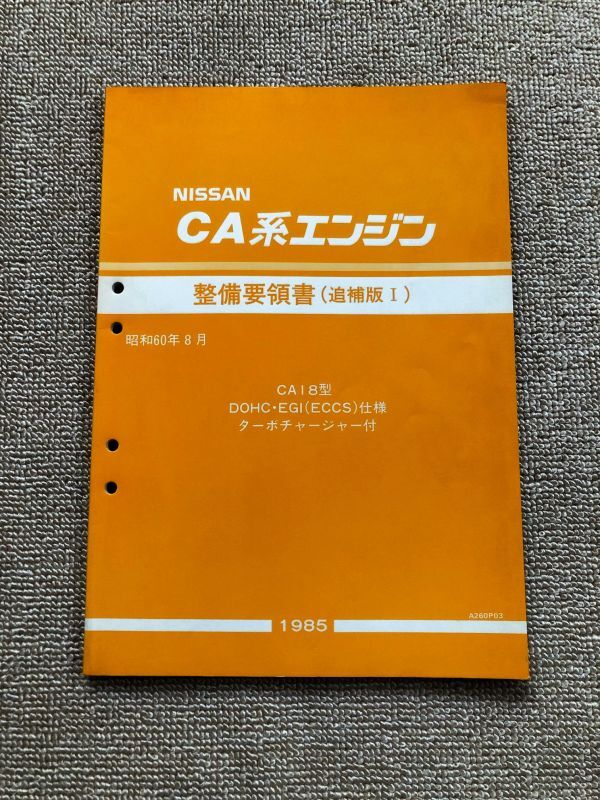 NISSAN
CA系エンジン
整備要領書(追補版Ⅰ)
昭和60年8月
CA18型
DOHC・EGI(ECCS)仕様
ターボチャージャー付
A260P03
1985